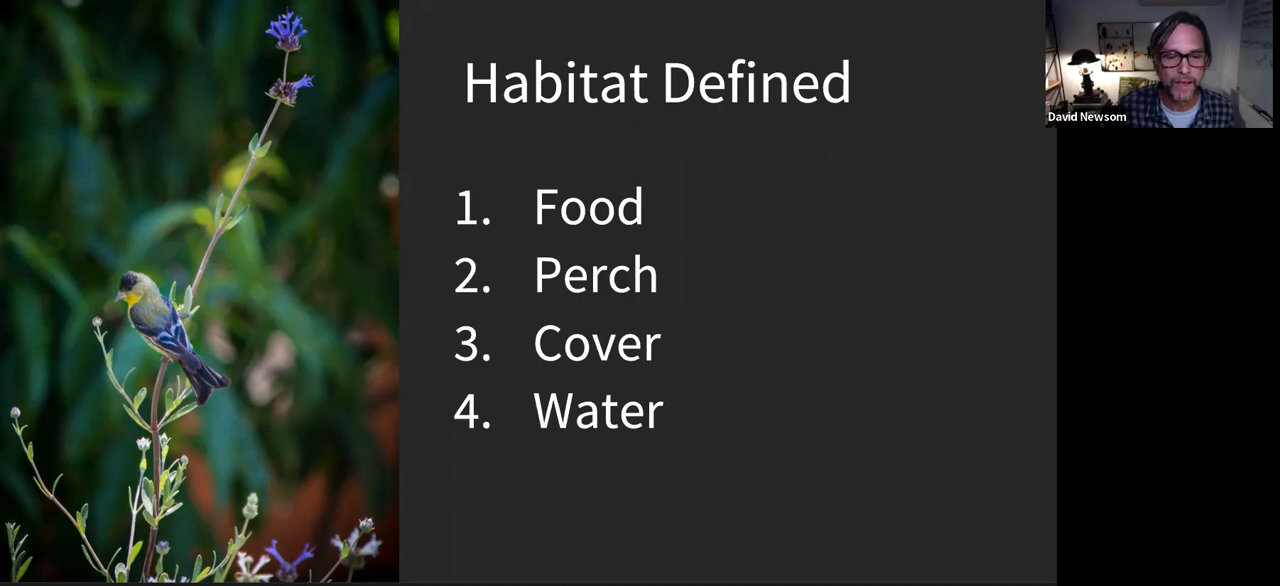 Habitat Defined
1. Food
2. Perch
3. Cover
4. Water
David Newsom